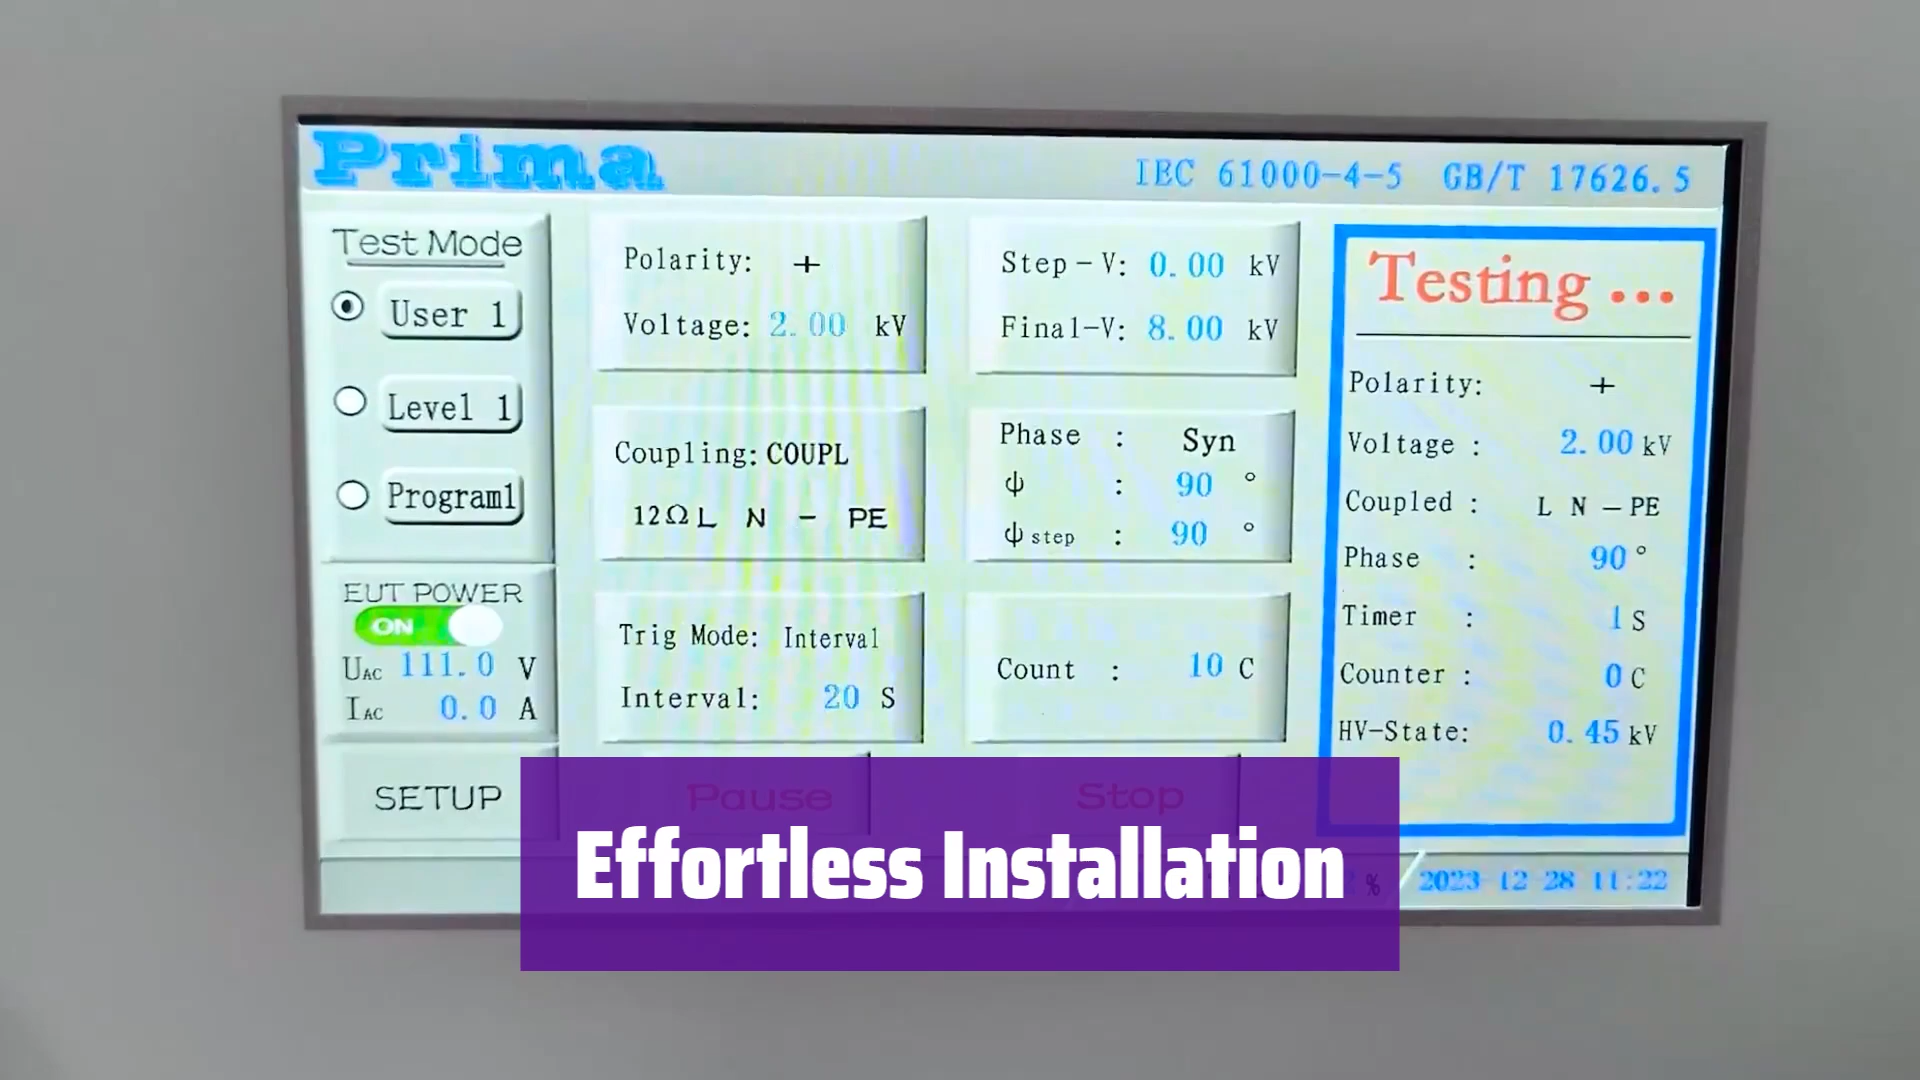 Prima
IEC 61000-4-5 GB/T 17626.5
Test Mode
User 1
Level 1
Program1
EUT POWER
ON
UAC 111.0 V
IAC 0.0 A
SETUP
Polarity: +
Voltage: 2.00 kV
Coupling: COUPL
12Ω L N - PE
Trig Mode: Interval
Interval: 20 S
Pause
Step-V: 0.00 kV
Final-V: 8.00 kV
Phase : Syn
ψ : 90 °
ψ step : 90 °
Count : 10 C
Stop
Testing ...
Polarity: +
Voltage : 2.00 kV
Coupled : L N - PE
Phase : 90 °
Timer : 1 S
Counter : 0 C
HV-State: 0.45 kV
2023-12-28 11:22
Effortless Installation